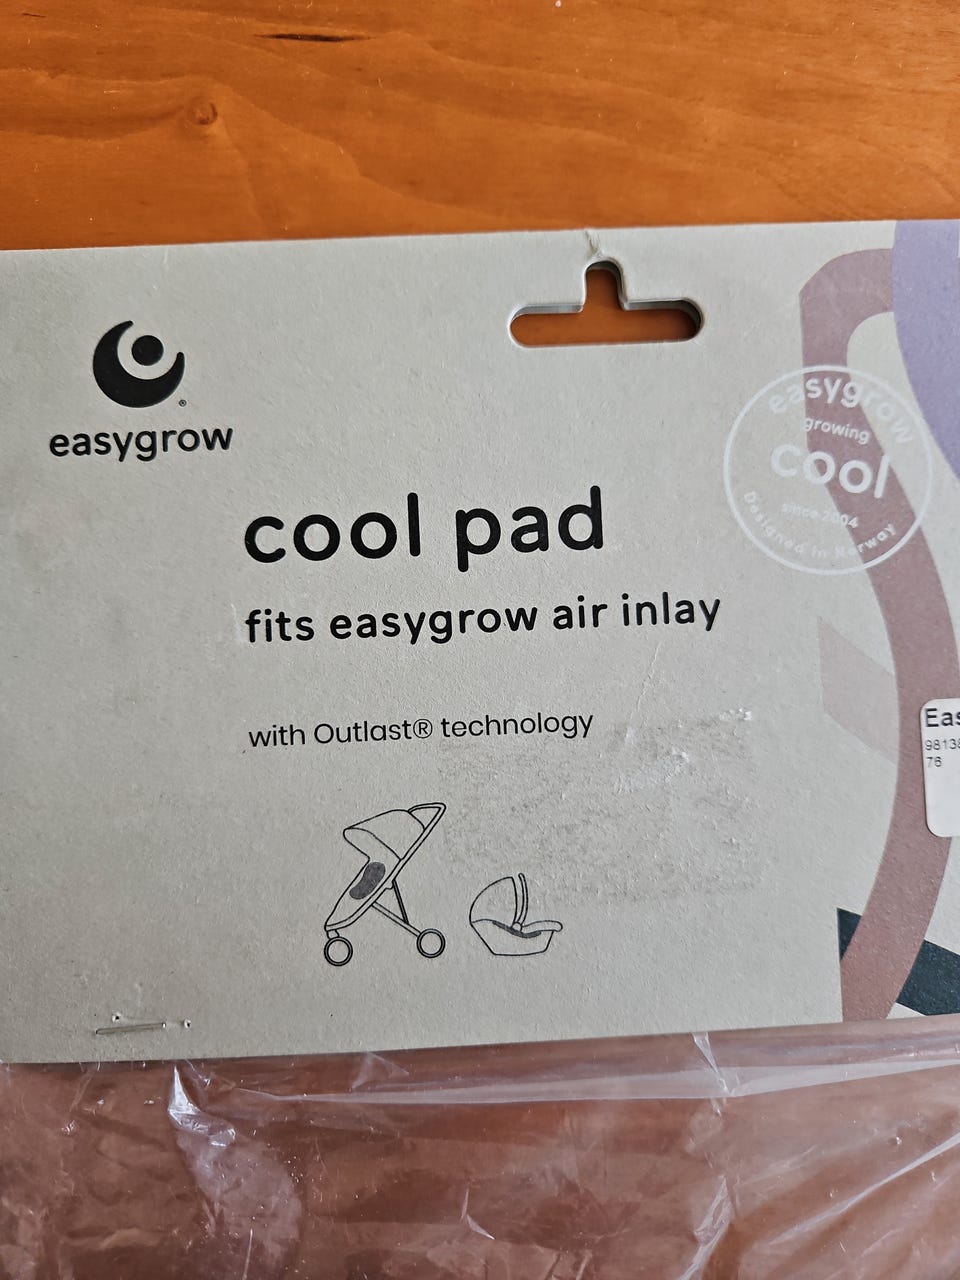 easygrow
cool pad
fits easygrow air inlay
with Outlast® technology
easygrow
growing
cool
since 2004
Designed in Norway
Eas
9813
76